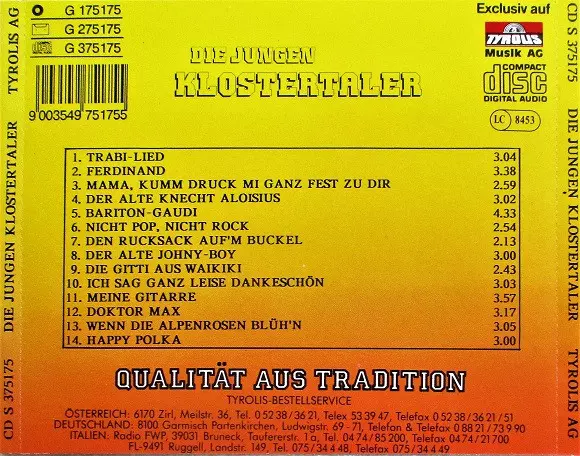 G 175175
G 275175
G 375175
9 003549 751755
Exclusiv auf
TYROLIS
Musik AG
COMPACT
disc
DIGITAL AUDIO
LC 8453
DIE JUNGEN
KLOSTERTALER
1. TRABI-LIED 3.04
2. FERDINAND 3.38
3. MAMA, KUMM DRUCK MI GANZ FEST ZU DIR 2.59
4. DER ALTE KNECHT ALOISIUS 3.02
5. BARITON-GAUDI 4.33
6. NICHT POP, NICHT ROCK 2.54
7. DEN RUCKSACK AUF'M BUCKEL 2.13
8. DER ALTE JOHNY-BOY 3.00
9. DIE GITTI AUS WAIKIKI 2.43
10. ICH SAG GANZ LEISE DANKESCHÖN 3.03
11. MEINE GITARRE 3.57
12. DOKTOR MAX 3.17
13. WENN DIE ALPENROSEN BLÜH'N 3.05
14. HAPPY POLKA 3.00
QUALITÄT AUS TRADITION
TYROLIS-BESTELLSERVICE
ÖSTERREICH: 6170 Zirl, Meilstr. 36, Tel. 0 52 38 / 36 21, Telex 53 39 47, Telefax 0 52 38 / 36 21/51
DEUTSCHLAND: 8100 Garmisch Partenkirchen, Ludwigstr. 69 - 71, Telefon & Telefax 0 88 21 / 73 9 90
ITALIEN: Radio FWP, 39031 Bruneck, Tauferertr. 1 a, Tel. 04 74 / 85 200, Telefax 04 74 / 21 700
FL-9491 Ruggell, Landstr. 149, Tel. 075 / 34 4 48, Telefax 075 / 34 4 49
CD S 375175 DIE JUNGEN KLOSTERTALER TYROLIS AG
CD S 375175 DIE JUNGEN KLOSTERTALER TYROLIS AG